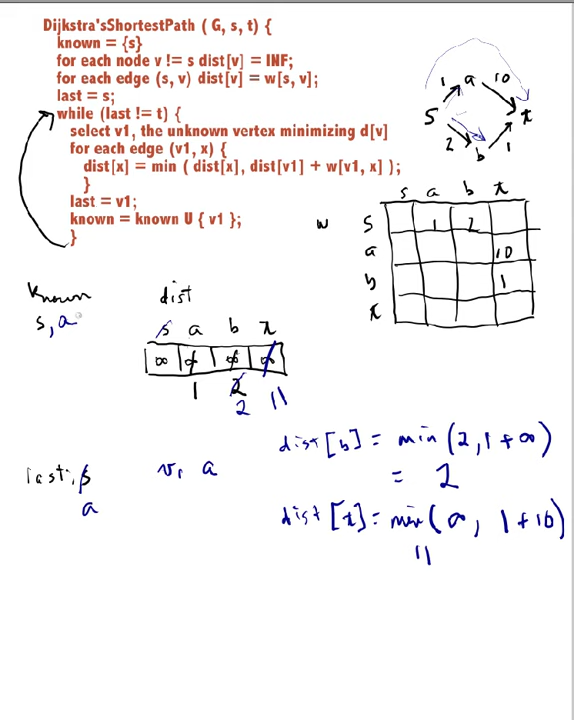 Dijkstra'sShortestPath ( G, s, t) {
known = {s}
for each node v != s dist[v] = INF;
for each edge (s, v) dist[v] = w[s, v];
last = s;
while (last != t) {
select v1, the unknown vertex minimizing d[v]
for each edge (v1, x) {
dist[x] = min ( dist[x], dist[v1] + w[v1, x] );
}
last = v1;
known = known U { v1 };
}
1 a 10
S t
2 b 1
s a b t
w s 1 2
a 10
b 1
t
Known dist
s, a
s a b t
∞ ∞ ∞ ∞
1 2
2 11
dist[b] = min(2, 1+∞)
= 2
last: s v1 a
a
dist[t] = min(∞, 1+10)
11